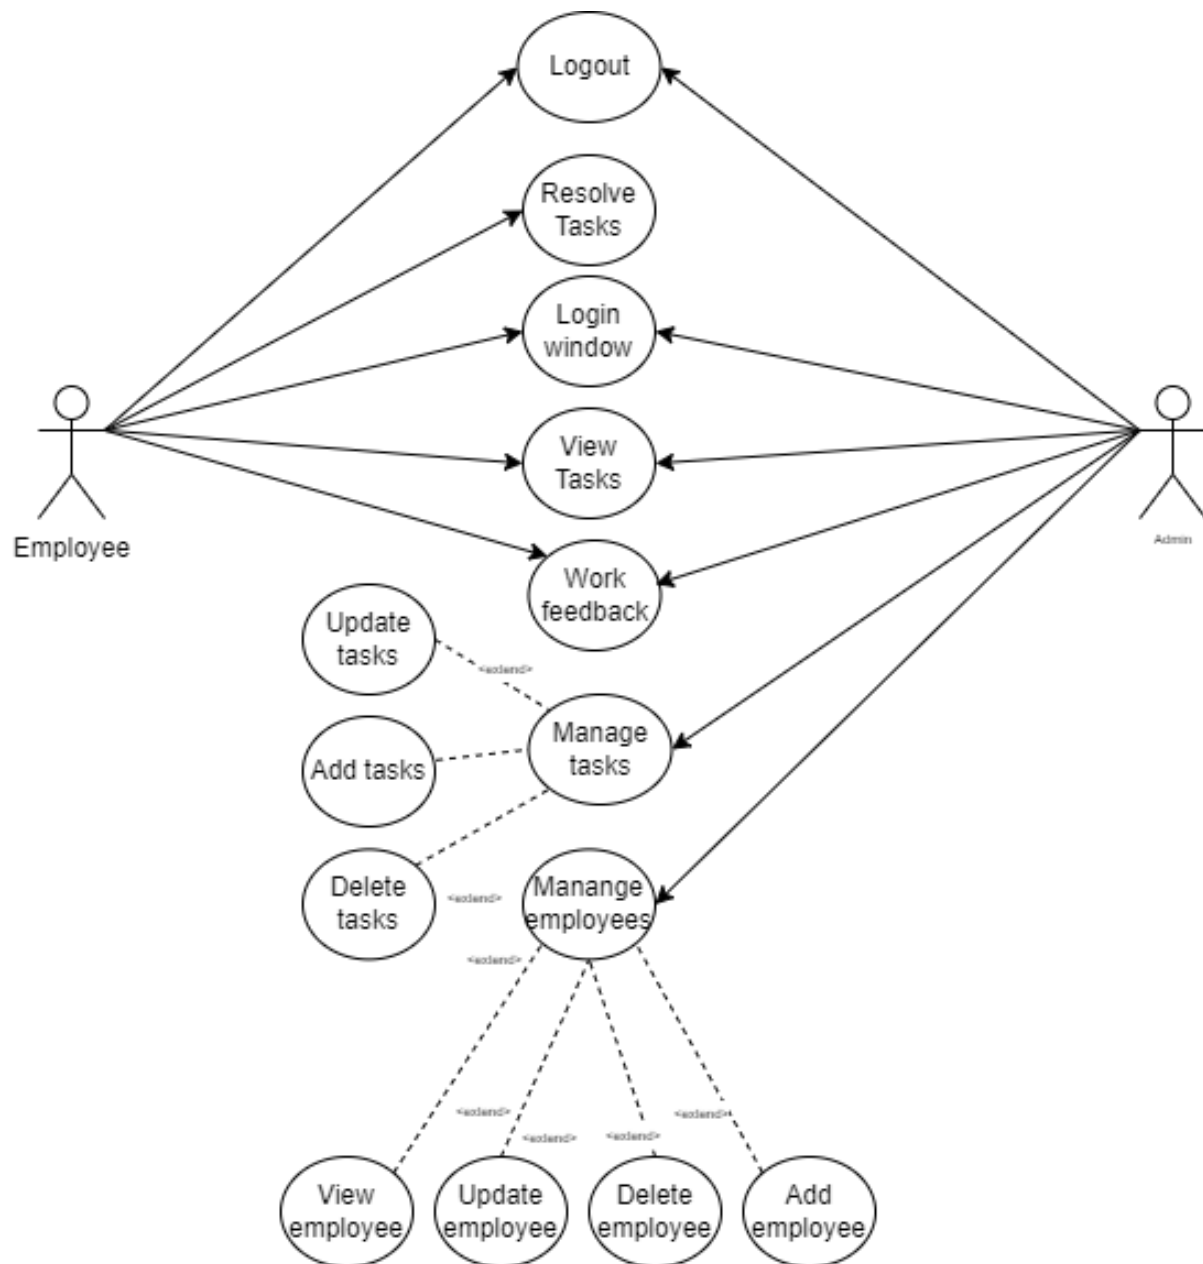 Logout
Resolve
Tasks
Login
window
View
Tasks
Employee
Admin
Work
feedback
Update
tasks
<extend>
Manage
tasks
Add tasks
Delete
tasks
<extend>
Manange
employees
<extend>
<extend>
<extend>
<extend>
<extend>
View
employee
Update
employee
Delete
employee
Add
employee